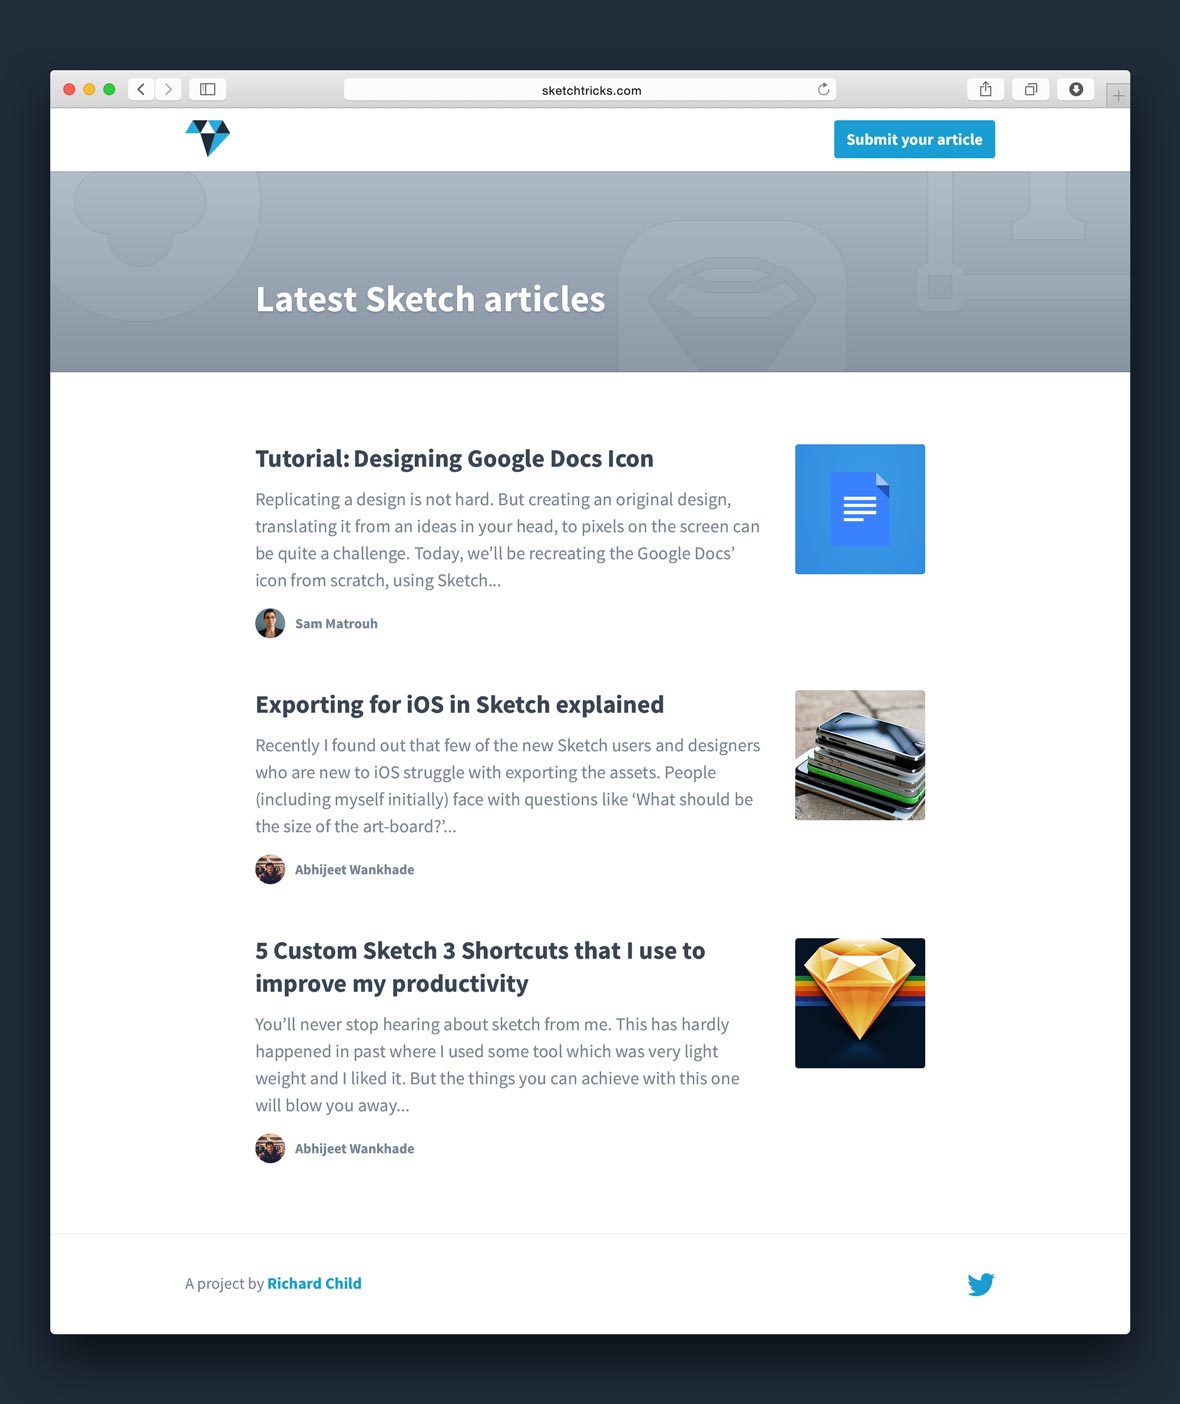 sketchtricks.com
Submit your article
Latest Sketch articles
Tutorial: Designing Google Docs Icon
Replicating a design is not hard. But creating an original design,
translating it from an ideas in your head, to pixels on the screen can
be quite a challenge. Today, we’ll be recreating the Google Docs’
icon from scratch, using Sketch...
Sam Matrouh
Exporting for iOS in Sketch explained
Recently I found out that few of the new Sketch users and designers
who are new to iOS struggle with exporting the assets. People
(including myself initially) face with questions like ‘What should be
the size of the art-board?’...
Abhijeet Wankhade
5 Custom Sketch 3 Shortcuts that I use to
improve my productivity
You’ll never stop hearing about sketch from me. This has hardly
happened in past where I used some tool which was very light
weight and I liked it. But the things you can achieve with this one
will blow you away...
Abhijeet Wankhade
A project by Richard Child